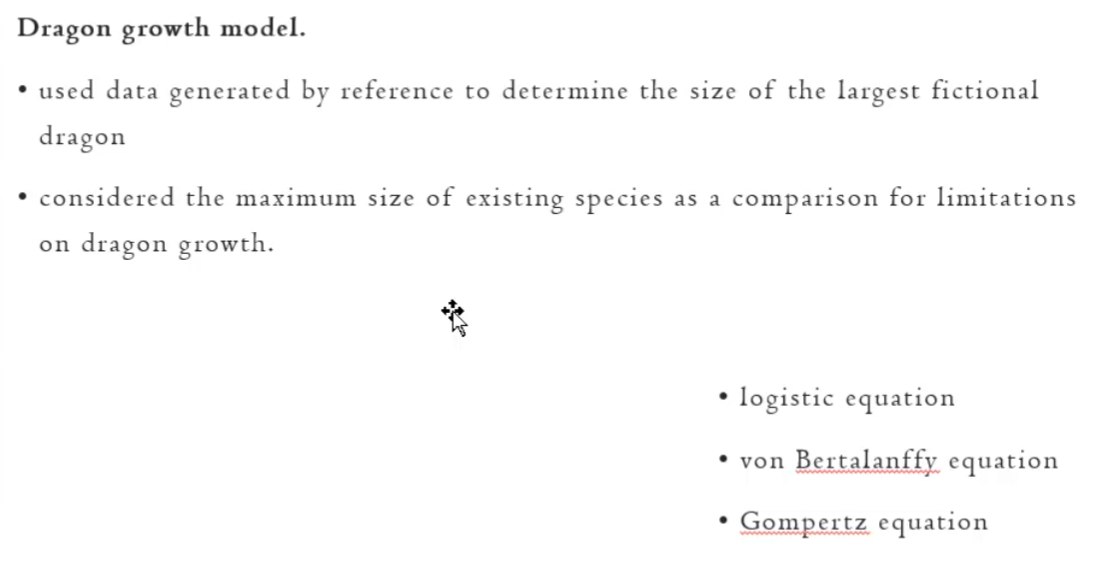 Dragon growth model.
• used data generated by reference to determine the size of the largest fictional
dragon
• considered the maximum size of existing species as a comparison for limitations
on dragon growth.
• logistic equation
• von Bertalanffy equation
• Gompertz equation